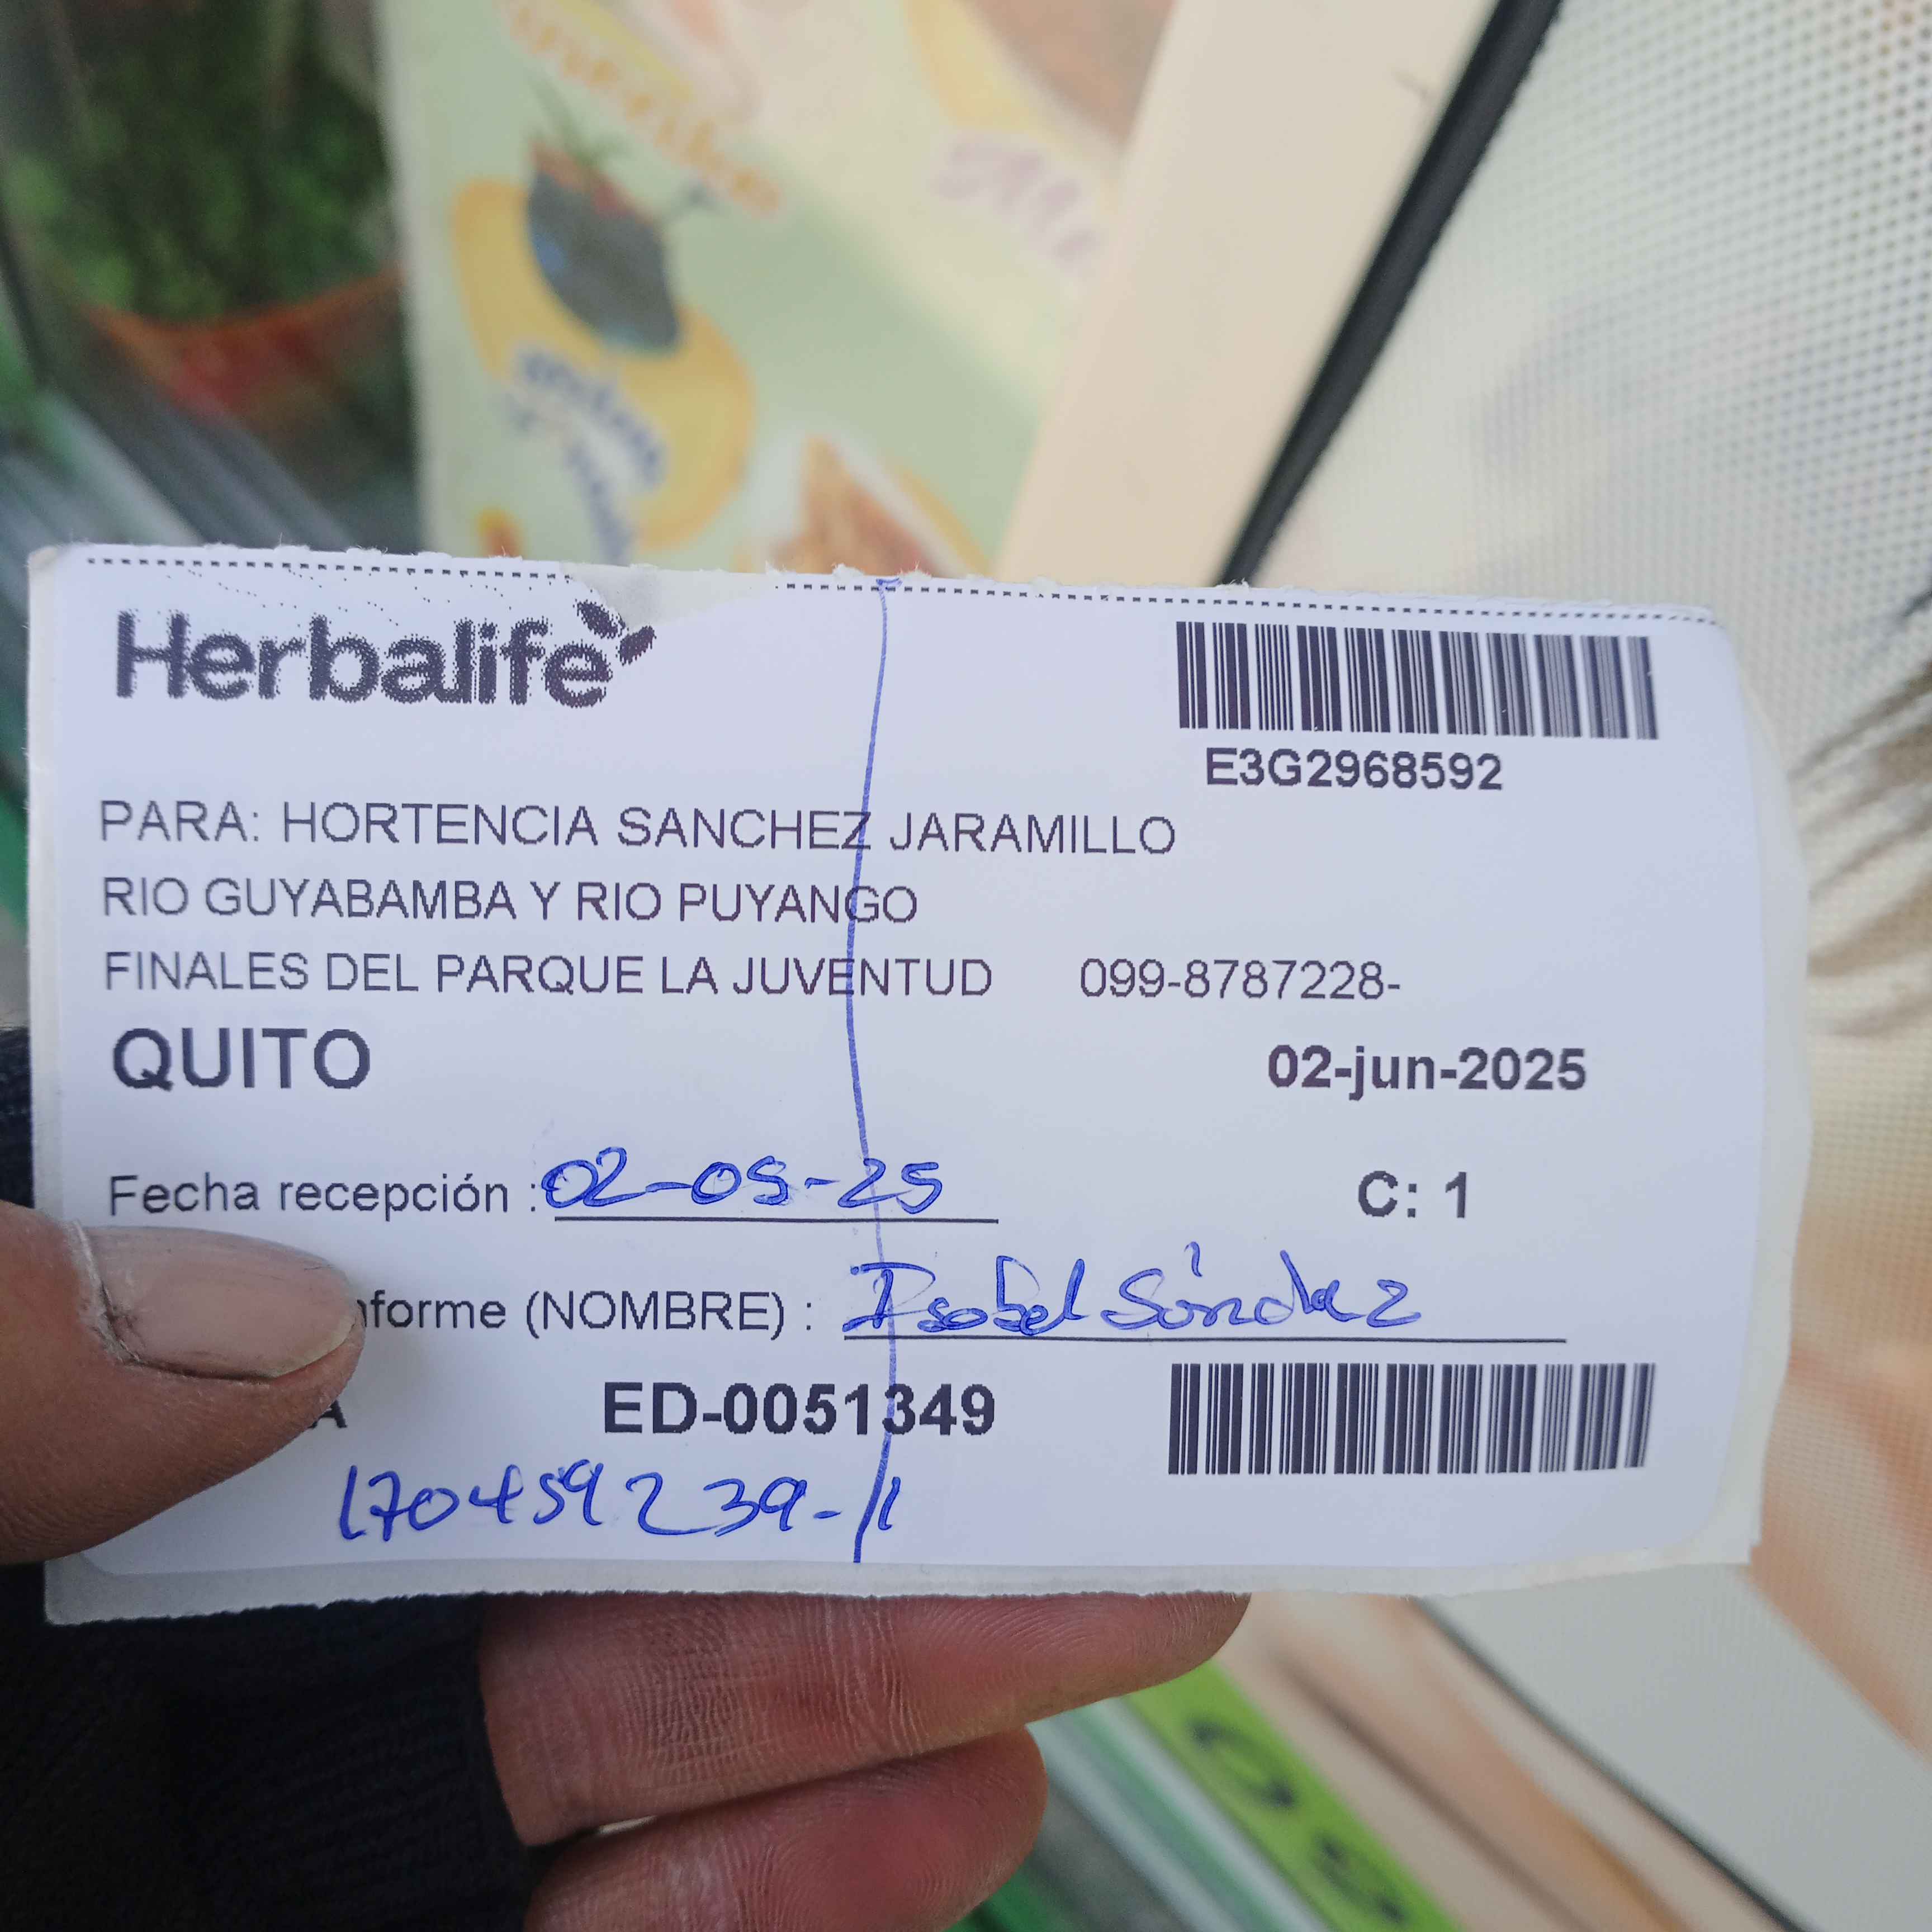 Herbalife
E3G2968592
PARA: HORTENCIA SANCHEZ JARAMILLO
RIO GUYABAMBA Y RIO PUYANGO
FINALES DEL PARQUE LA JUVENTUD 099-8787228-
QUITO 02-jun-2025
Fecha recepción : 02-05-25 C: 1
nforme (NOMBRE) : Isabel Sánchez
A ED-0051349
170459239-11